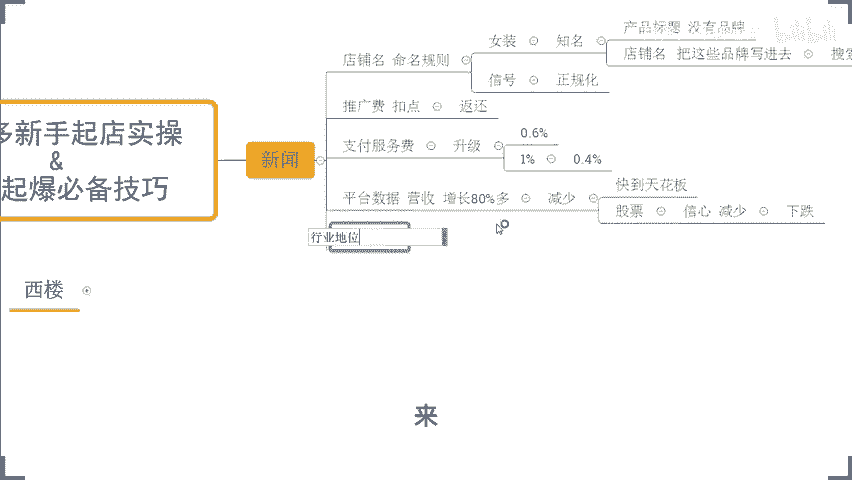 产品标题 没有品牌
女装 知名
店铺名 把这些品牌写进去 搜索
店铺名 命名规则
信号 正规化
推广费 扣点 返还
多新手起店实操
&
起爆必备技巧
新闻
0.6%
支付服务费 升级
1% 0.4%
快到天花板
平台数据 营收 增长80%多 减少
股票 信心 减少 下跌
行业地位
西楼
来